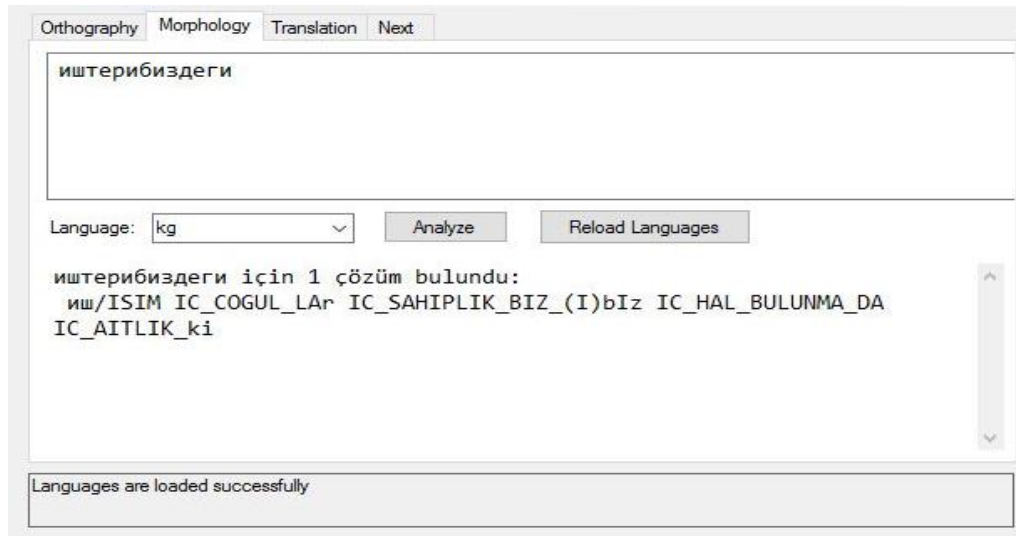 Orthography Morphology Translation Next
иштерибиздеги
Language: kg Analyze Reload Languages
иштерибиздеги için 1 çözüm bulundu:
иш/ISIM IC_COGUL_LAr IC_SAHIPLIK_BIZ_(I)bIz IC_HAL_BULUNMA_DA
IC_AITLIK_ki
Languages are loaded successfully